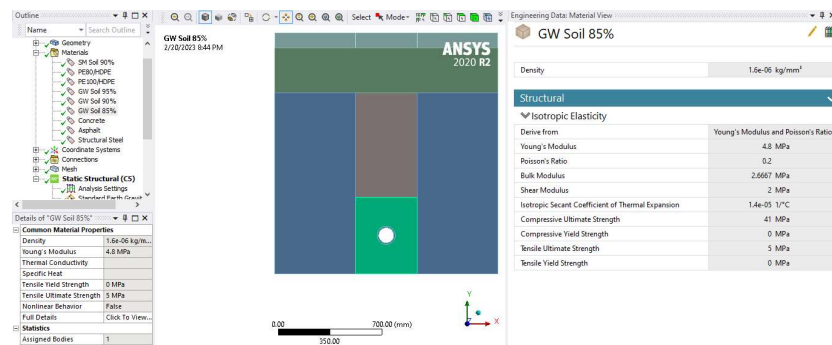 Outline
Name
Search Outline
Geometry
Materials
SM Soil 90%
PE80/HDPE
PE100/HDPE
GW Soil 95%
GW Soil 90%
GW Soil 85%
Concrete
Asphalt
Structural Steel
Coordinate Systems
Connections
Mesh
Static Structural (C5)
Analysis Settings
Standard Earth Gravit
Details of "GW Soil 85%"
Common Material Properties
Density 1.6e-06 kg/m...
Young's Modulus 4.8 MPa
Thermal Conductivity
Specific Heat
Tensile Yield Strength 0 MPa
Tensile Ultimate Strength 5 MPa
Nonlinear Behavior False
Full Details Click To View...
Statistics
Assigned Bodies 1
Select Mode
GW Soil 85%
2/20/2023 8:44 PM
ANSYS
2020 R2
0.00 700.00 (mm)
350.00
Y
Z X
Engineering Data: Material View
GW Soil 85%
Density 1.6e-06 kg/mm³
Structural
Isotropic Elasticity
Derive from Young's Modulus and Poisson's Ratio
Young's Modulus 4.8 MPa
Poisson's Ratio 0.2
Bulk Modulus 2.6667 MPa
Shear Modulus 2 MPa
Isotropic Secant Coefficient of Thermal Expansion 1.4e-05 1/°C
Compressive Ultimate Strength 41 MPa
Compressive Yield Strength 0 MPa
Tensile Ultimate Strength 5 MPa
Tensile Yield Strength 0 MPa